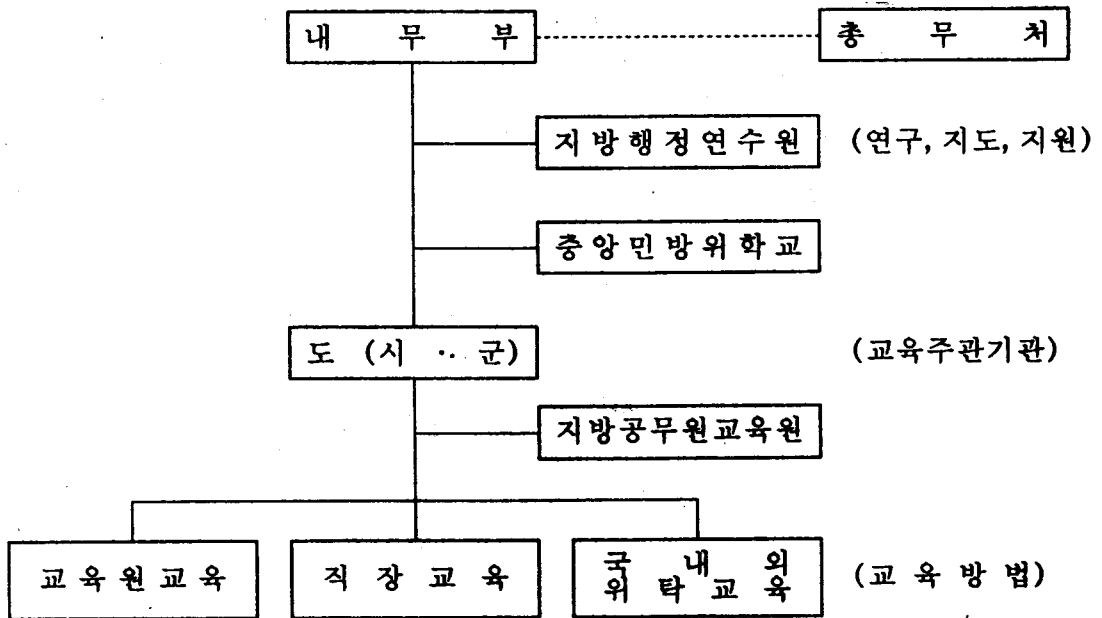 내 무 부
총 무 처
지 방 행 정 연 수 원 (연구, 지도, 지원)
중 앙 민 방 위 학 교
도 (시 ·· 군) (교육주관기관)
지방공무원교육원
교 육 원 교 육
직 장 교 육
국 내 외
위 탁 교 육
(교 육 방 법)